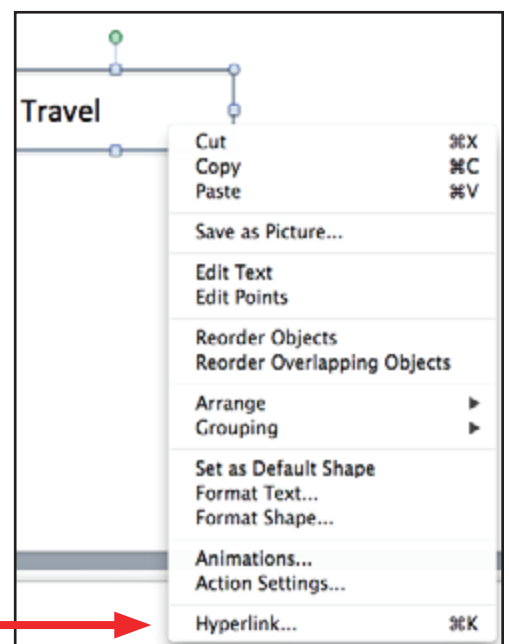 Travel
Cut ⌘X
Copy ⌘C
Paste ⌘V
Save as Picture...
Edit Text
Edit Points
Reorder Objects
Reorder Overlapping Objects
Arrange ▶
Grouping ▶
Set as Default Shape
Format Text...
Format Shape...
Animations...
Action Settings...
Hyperlink... ⌘K